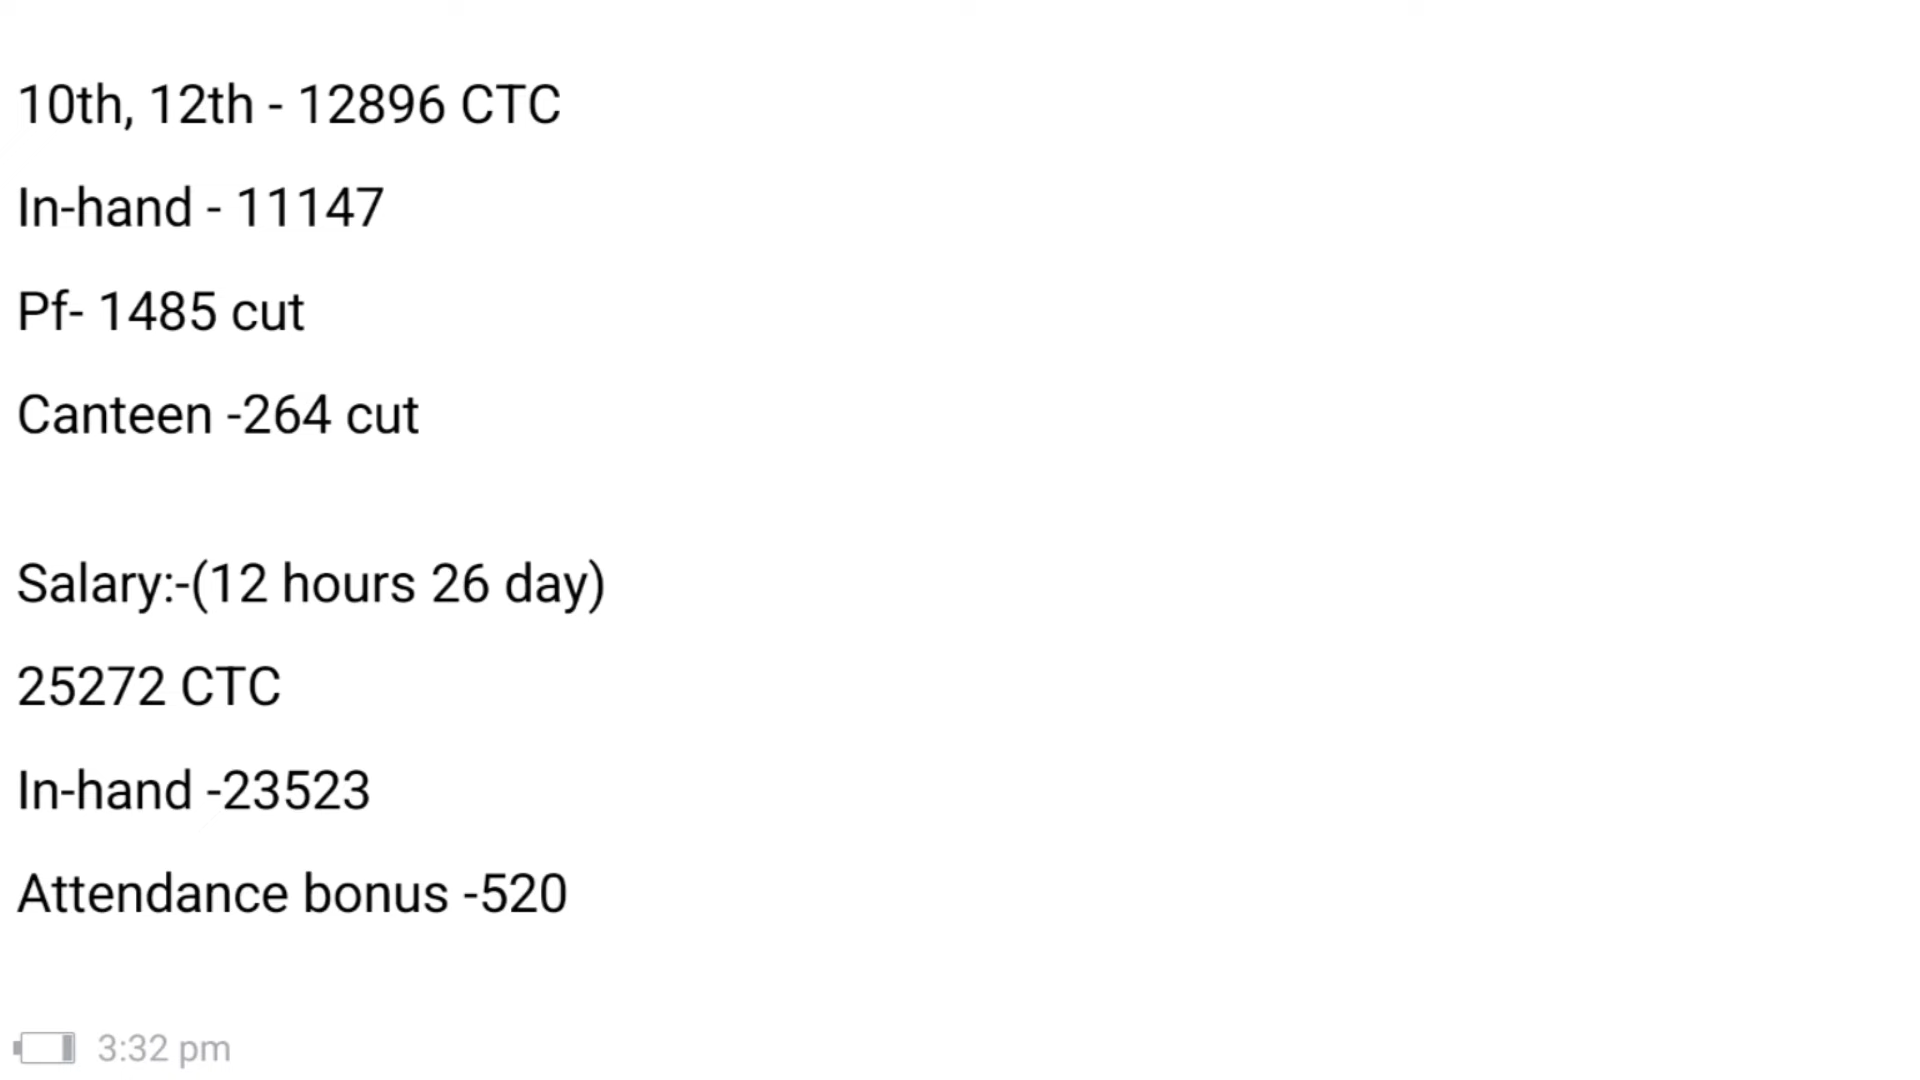 10th, 12th - 12896 CTC
In-hand - 11147
Pf- 1485 cut
Canteen -264 cut
Salary:-(12 hours 26 day)
25272 CTC
In-hand -23523
Attendance bonus -520
3:32 pm